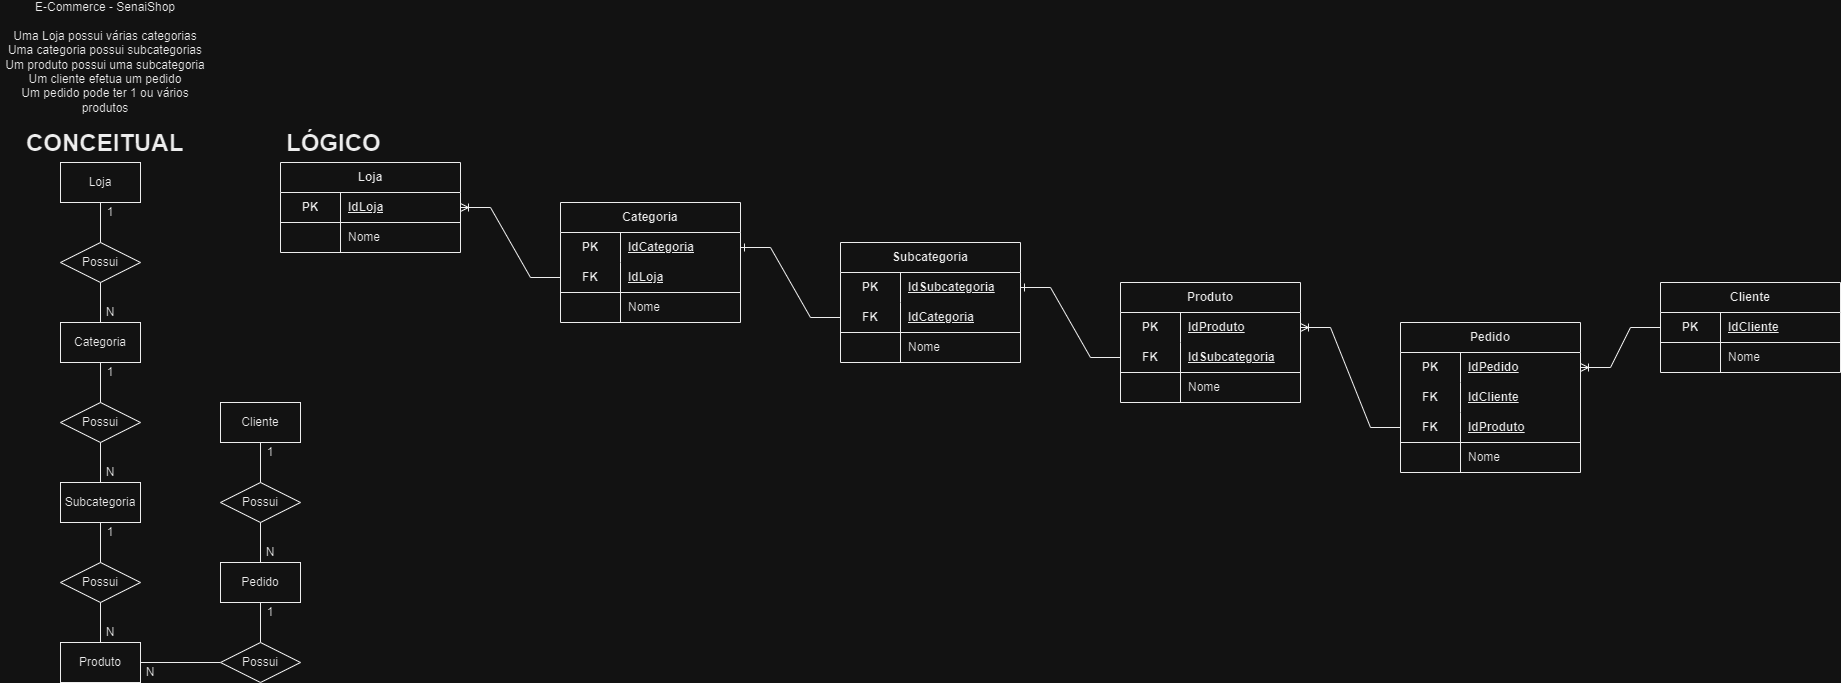 E-Commerce - SenaiShop
Uma Loja possui várias categorias
Uma categoria possui subcategorias
Um produto possui uma subcategoria
Um cliente efetua um pedido
Um pedido pode ter 1 ou vários
produtos
CONCEITUAL
Loja
1
Possui
N
Categoria
1
Possui
N
Subcategoria
1
Possui
N
Produto
N
Cliente
1
Possui
N
Pedido
1
Possui
LÓGICO
Loja
PK IdLoja
Nome
Categoria
PK IdCategoria
FK IdLoja
Nome
Subcategoria
PK IdSubcategoria
FK IdCategoria
Nome
Produto
PK IdProduto
FK IdSubcategoria
Nome
Pedido
PK IdPedido
FK IdCliente
FK IdProduto
Nome
Cliente
PK IdCliente
Nome